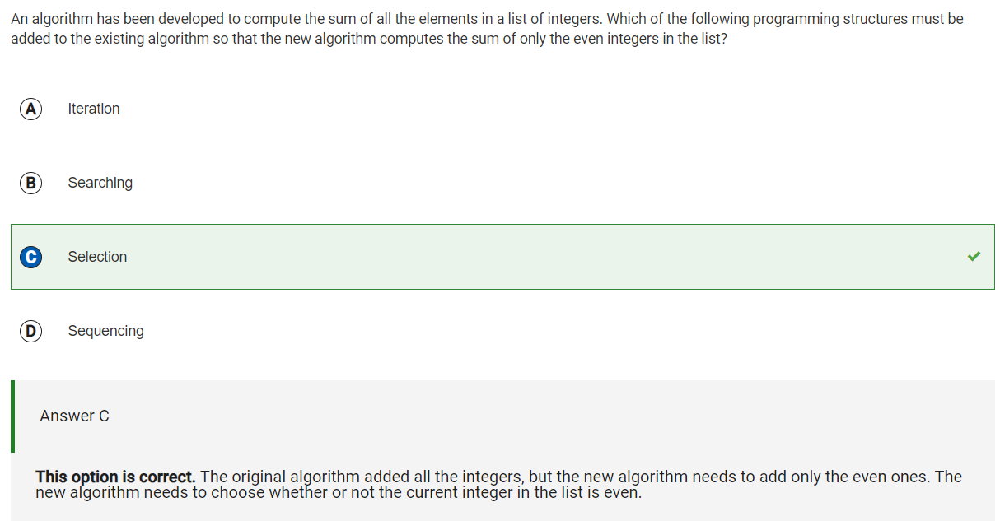 An algorithm has been developed to compute the sum of all the elements in a list of integers. Which of the following programming structures must be
added to the existing algorithm so that the new algorithm computes the sum of only the even integers in the list?
A Iteration
B Searching
C Selection
D Sequencing
Answer C
This option is correct. The original algorithm added all the integers, but the new algorithm needs to add only the even ones. The
new algorithm needs to choose whether or not the current integer in the list is even.